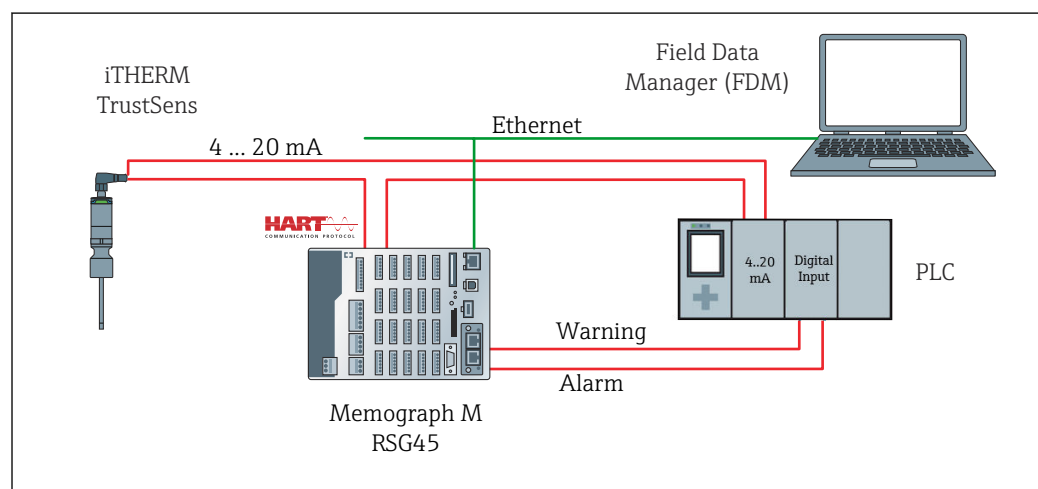 iTHERM
TrustSens
Field Data
Manager (FDM)
Ethernet
4 ... 20 mA
HART
COMMUNICATION PROTOCOL
4..20
mA
Digital
Input
PLC
Warning
Alarm
Memograph M
RSG45